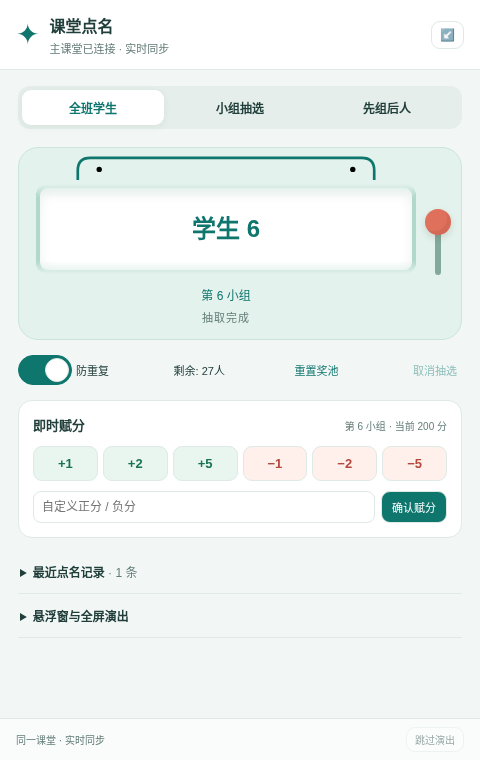 课堂点名
主课堂已连接 · 实时同步
全班学生
小组抽选
先组后人
学生 6
第 6 小组
抽取完成
防重复
剩余: 27人
重置奖池
取消抽选
即时赋分
第 6 小组 · 当前 200 分
+1
+2
+5
−1
−2
−5
自定义正分 / 负分
确认赋分
最近点名记录 · 1 条
悬浮窗与全屏演出
同一课堂 · 实时同步
跳过演出